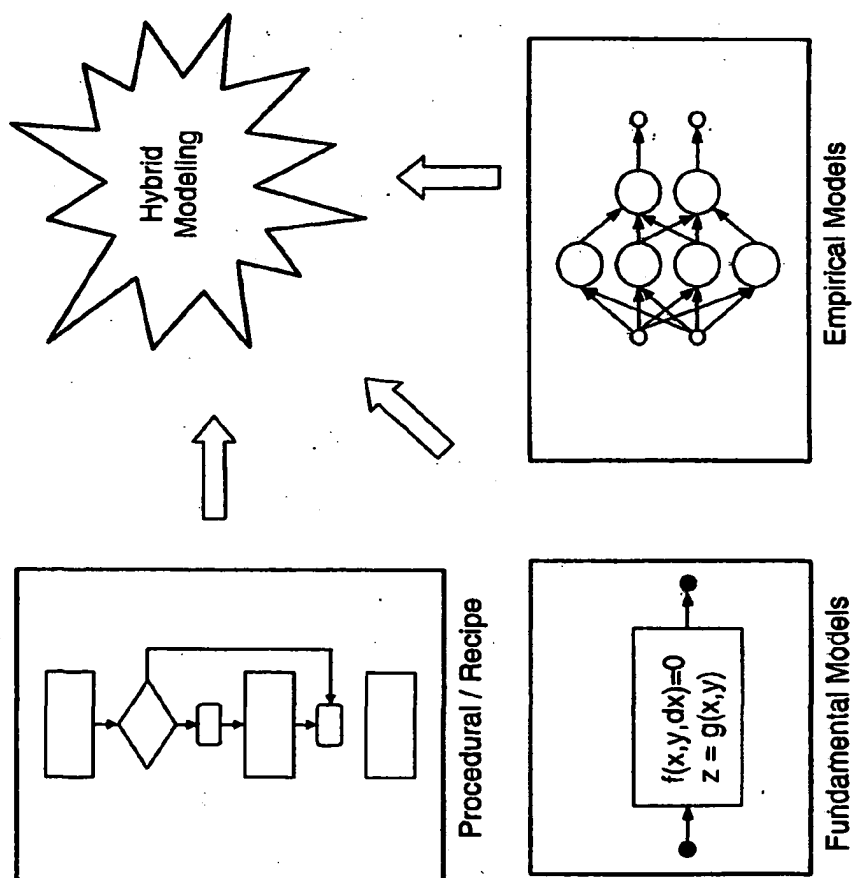 Hybrid
Modeling
Procedural / Recipe
Empirical Models
f(x,y,dx)=0
z = g(x,y)
Fundamental Models